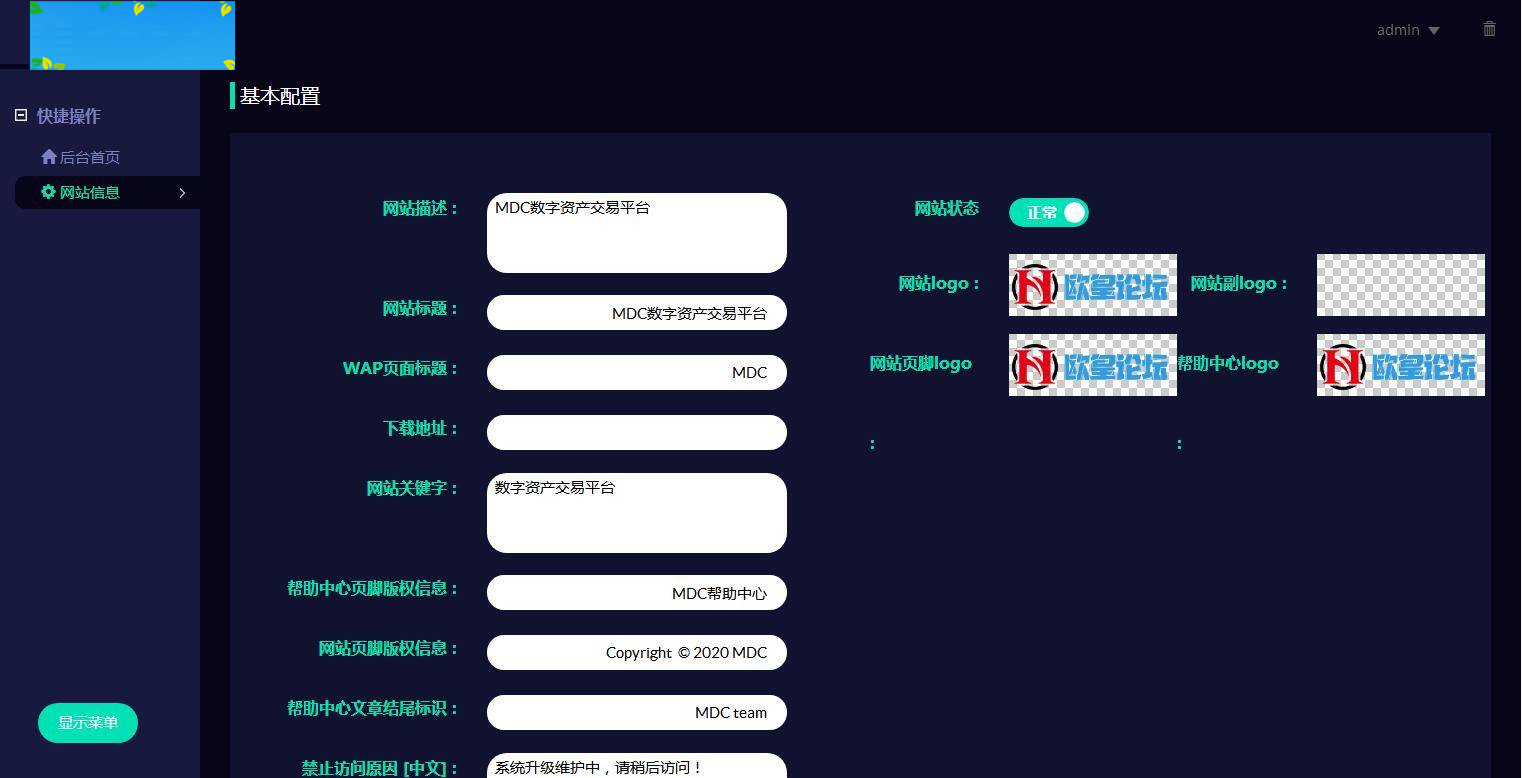 admin
基本配置
快捷操作
后台首页
网站信息
显示菜单
网站描述：
MDC数字资产交易平台
网站标题：
MDC数字资产交易平台
WAP页面标题：
MDC
下载地址：
网站关键字：
数字资产交易平台
帮助中心页脚版权信息：
MDC帮助中心
网站页脚版权信息：
Copyright © 2020 MDC
帮助中心文章结尾标识：
MDC team
禁止访问原因 [中文]：
系统升级维护中，请稍后访问！
网站状态
正常
网站logo：
H 欧皇论坛
网站副logo：
网站页脚logo
：
H 欧皇论坛
帮助中心logo
：
H 欧皇论坛